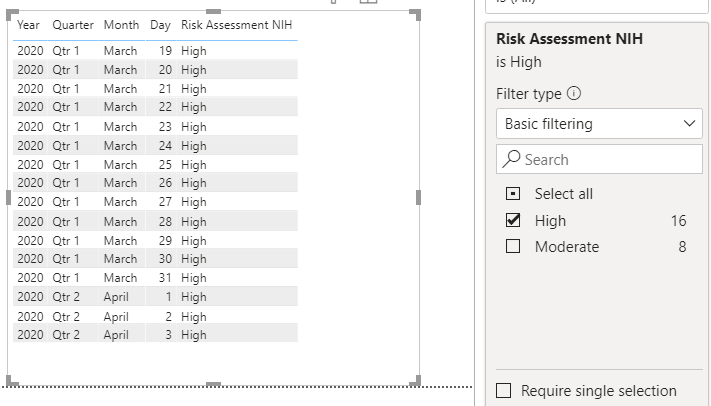 Year Quarter Month Day Risk Assessment NIH
2020 Qtr 1 March 19 High
2020 Qtr 1 March 20 High
2020 Qtr 1 March 21 High
2020 Qtr 1 March 22 High
2020 Qtr 1 March 23 High
2020 Qtr 1 March 24 High
2020 Qtr 1 March 25 High
2020 Qtr 1 March 26 High
2020 Qtr 1 March 27 High
2020 Qtr 1 March 28 High
2020 Qtr 1 March 29 High
2020 Qtr 1 March 30 High
2020 Qtr 1 March 31 High
2020 Qtr 2 April 1 High
2020 Qtr 2 April 2 High
2020 Qtr 2 April 3 High
Risk Assessment NIH
is High
Filter type
Basic filtering
Search
Select all
High 16
Moderate 8
Require single selection